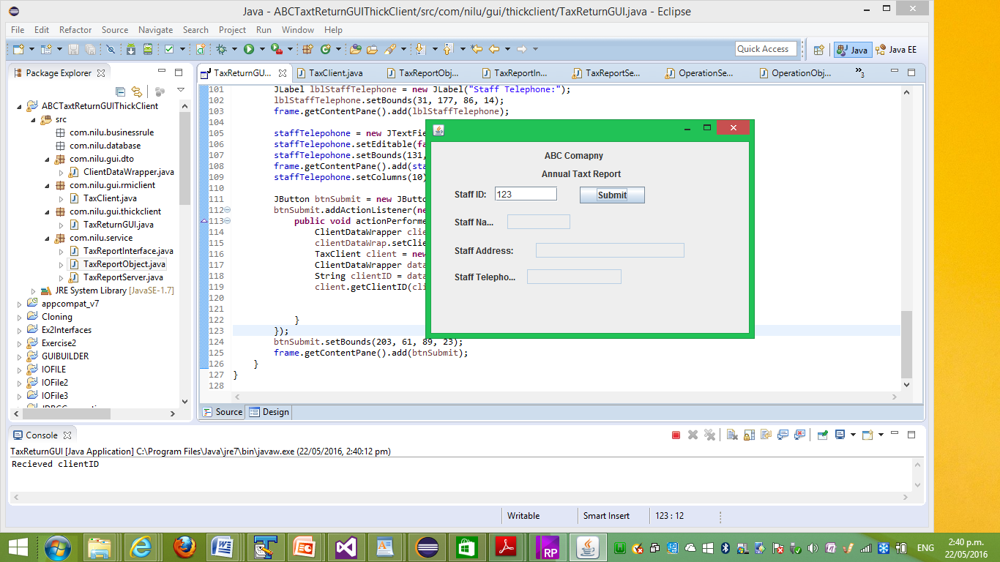 Java - ABCTaxtReturnGUIThickClient/src/com/nilu/gui/thickclient/TaxReturnGUI.java - Eclipse
File Edit Refactor Source Navigate Search Project Run Window Help
Quick Access Java Java EE
Package Explorer
ABCTaxtReturnGUIThickClient
src
com.nilu.businessrule
com.nilu.database
com.nilu.gui.dto
ClientDataWrapper.java
com.nilu.gui.rmiclient
TaxClient.java
com.nilu.gui.thickclient
TaxReturnGUI.java
com.nilu.service
TaxReportInterface.java
TaxReportObject.java
TaxReportServer.java
JRE System Library [JavaSE-1.7]
appcompat_v7
Cloning
Ex2Interfaces
Exercise2
GUIBUILDER
IOFILE
IOFile2
IOFile3
TaxReturnGU... TaxClient.java TaxReportObj... TaxReportIn... TaxReportSe... OperationSe... OperationObj... »3
101 JLabel lblStaffTelephone = new JLabel("Staff Telephone:");
102 lblStaffTelephone.setBounds(31, 177, 86, 14);
103 frame.getContentPane().add(lblStaffTelephone);
104
105 staffTelepohone = new JTextFie
106 staffTelepohone.setEditable(fa
107 staffTelepohone.setBounds(131,
108 frame.getContentPane().add(sta
109 staffTelepohone.setColumns(10)
110
111 JButton btnSubmit = new JButto
112 btnSubmit.addActionListener(ne
113 public void actionPerforme
114 ClientDataWrapper clie
115 clientDataWrap.setClie
116 TaxClient client = new
117 ClientDataWrapper data
118 String clientID = data
119 client.getClientID(cli
120
121
122 }
123 });
124 btnSubmit.setBounds(203, 61, 89, 23);
125 frame.getContentPane().add(btnSubmit);
126 }
127 }
128
Source Design
ABC Comapny
Annual Taxt Report
Staff ID: 123 Submit
Staff Na...
Staff Address:
Staff Telepho...
Console
TaxReturnGUI [Java Application] C:\Program Files\Java\jre7\bin\javaw.exe (22/05/2016, 2:40:12 pm)
Recieved clientID
Writable Smart Insert 123 : 12
RP
ENG
2:40 p.m.
22/05/2016